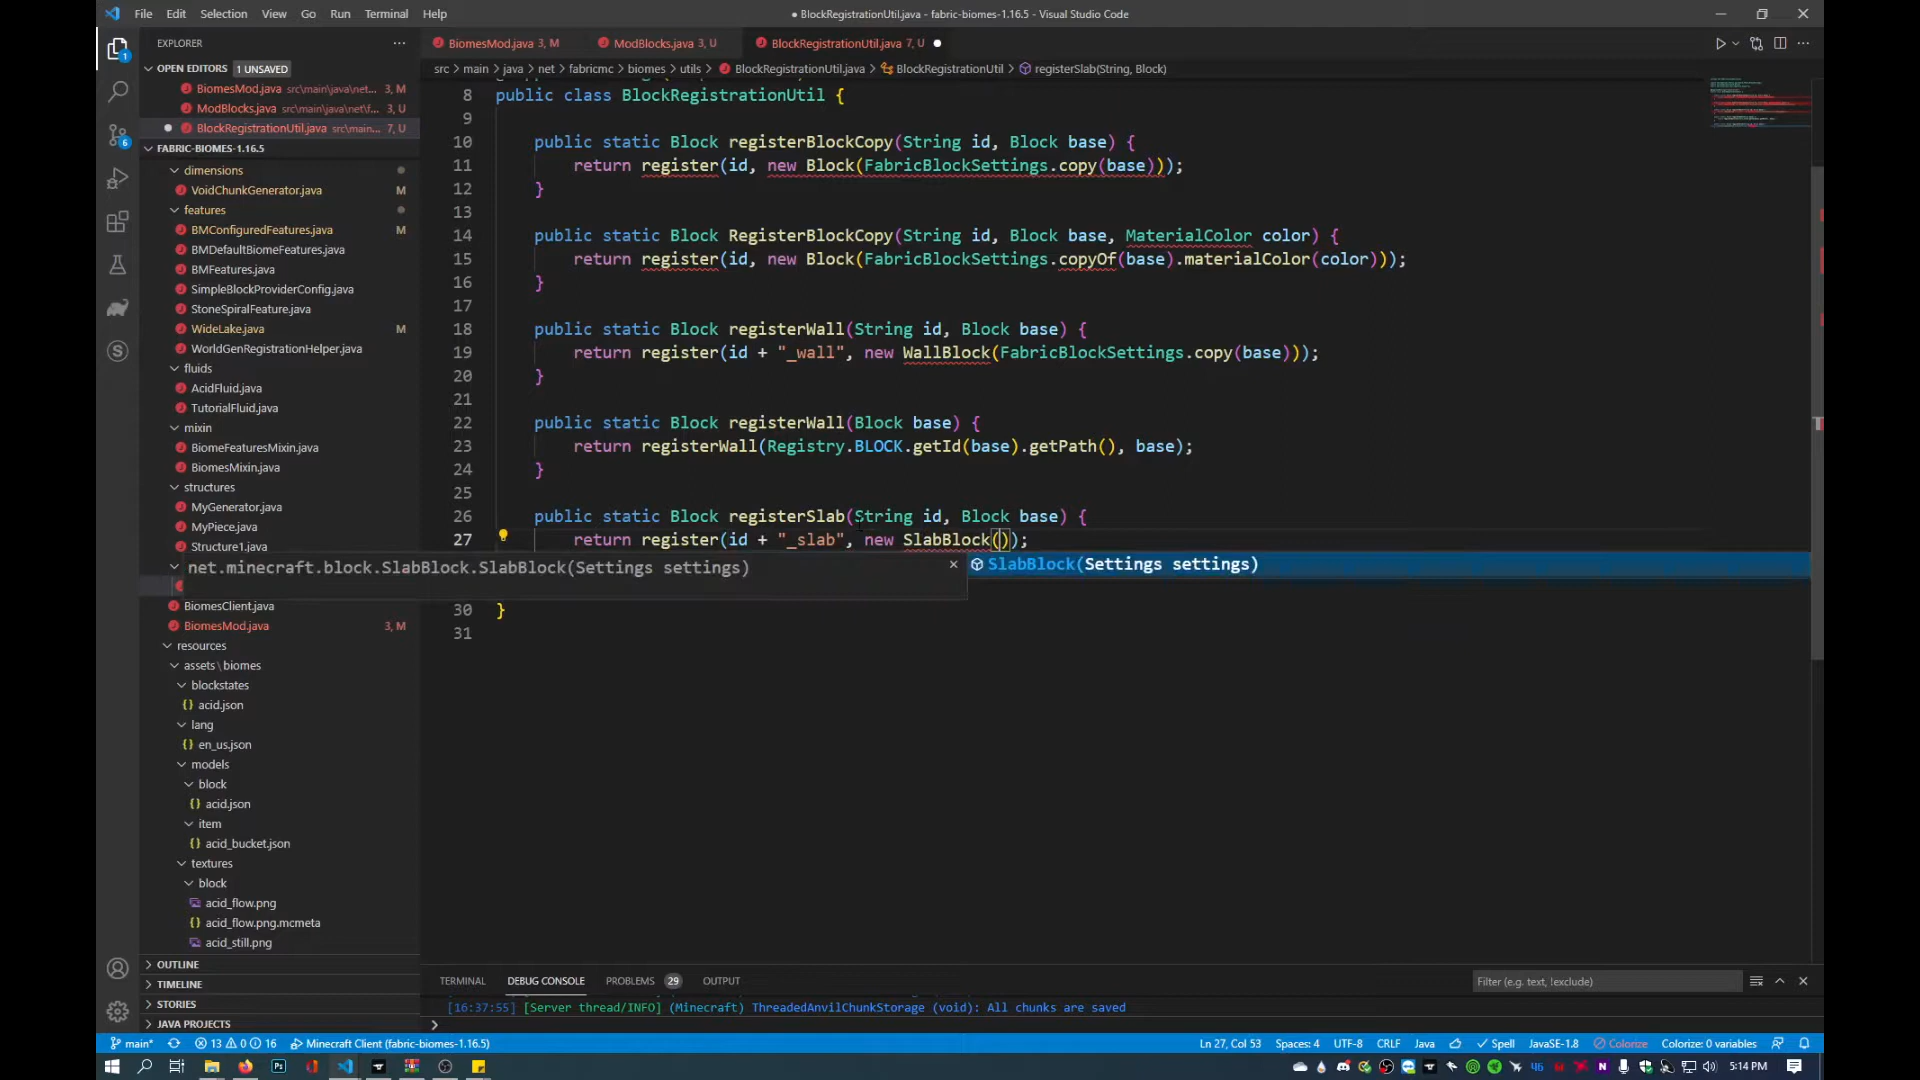 File Edit Selection View Go Run Terminal Help
● BlockRegistrationUtil.java - fabric-biomes-1.16.5 - Visual Studio Code
EXPLORER
OPEN EDITORS 1 UNSAVED
BiomesMod.java src\main\java\net... 3, M
ModBlocks.java src\main\java\net\f... 3, U
BlockRegistrationUtil.java src\main... 7, U
FABRIC-BIOMES-1.16.5
dimensions
VoidChunkGenerator.java M
features
BMConfiguredFeatures.java M
BMDefaultBiomeFeatures.java
BMFeatures.java
SimpleBlockProviderConfig.java
StoneSpiralFeature.java
WideLake.java M
WorldGenRegistrationHelper.java
fluids
AcidFluid.java
TutorialFluid.java
mixin
BiomeFeaturesMixin.java
BiomesMixin.java
structures
MyGenerator.java
MyPiece.java
Structure1.java
BiomesClient.java
BiomesMod.java 3, M
resources
assets\biomes
blockstates
acid.json
lang
en_us.json
models
block
acid.json
item
acid_bucket.json
textures
block
acid_flow.png
acid_flow.png.mcmeta
acid_still.png
OUTLINE
TIMELINE
STORIES
JAVA PROJECTS
BiomesMod.java 3, M ModBlocks.java 3, U BlockRegistrationUtil.java 7, U
src > main > java > net > fabricmc > biomes > utils > BlockRegistrationUtil.java > BlockRegistrationUtil > registerSlab(String, Block)
8 public class BlockRegistrationUtil {
9
10 public static Block registerBlockCopy(String id, Block base) {
11 return register(id, new Block(FabricBlockSettings.copy(base)));
12 }
13
14 public static Block RegisterBlockCopy(String id, Block base, MaterialColor color) {
15 return register(id, new Block(FabricBlockSettings.copyOf(base).materialColor(color)));
16 }
17
18 public static Block registerWall(String id, Block base) {
19 return register(id + "_wall", new WallBlock(FabricBlockSettings.copy(base)));
20 }
21
22 public static Block registerWall(Block base) {
23 return registerWall(Registry.BLOCK.getId(base).getPath(), base);
24 }
25
26 public static Block registerSlab(String id, Block base) {
27 return register(id + "_slab", new SlabBlock());
net.minecraft.block.SlabBlock.SlabBlock(Settings settings)
SlabBlock(Settings settings)
30 }
31
TERMINAL DEBUG CONSOLE PROBLEMS 29 OUTPUT
Filter (e.g. text, !exclude)
[16:37:55] [Server thread/INFO] (Minecraft) ThreadedAnvilChunkStorage (void): All chunks are saved
main* 13 0 16 Minecraft Client (fabric-biomes-1.16.5)
Ln 27, Col 53 Spaces: 4 UTF-8 CRLF Java Spell JavaSE-1.8 Colorize Colorize: 0 variables
5:14 PM